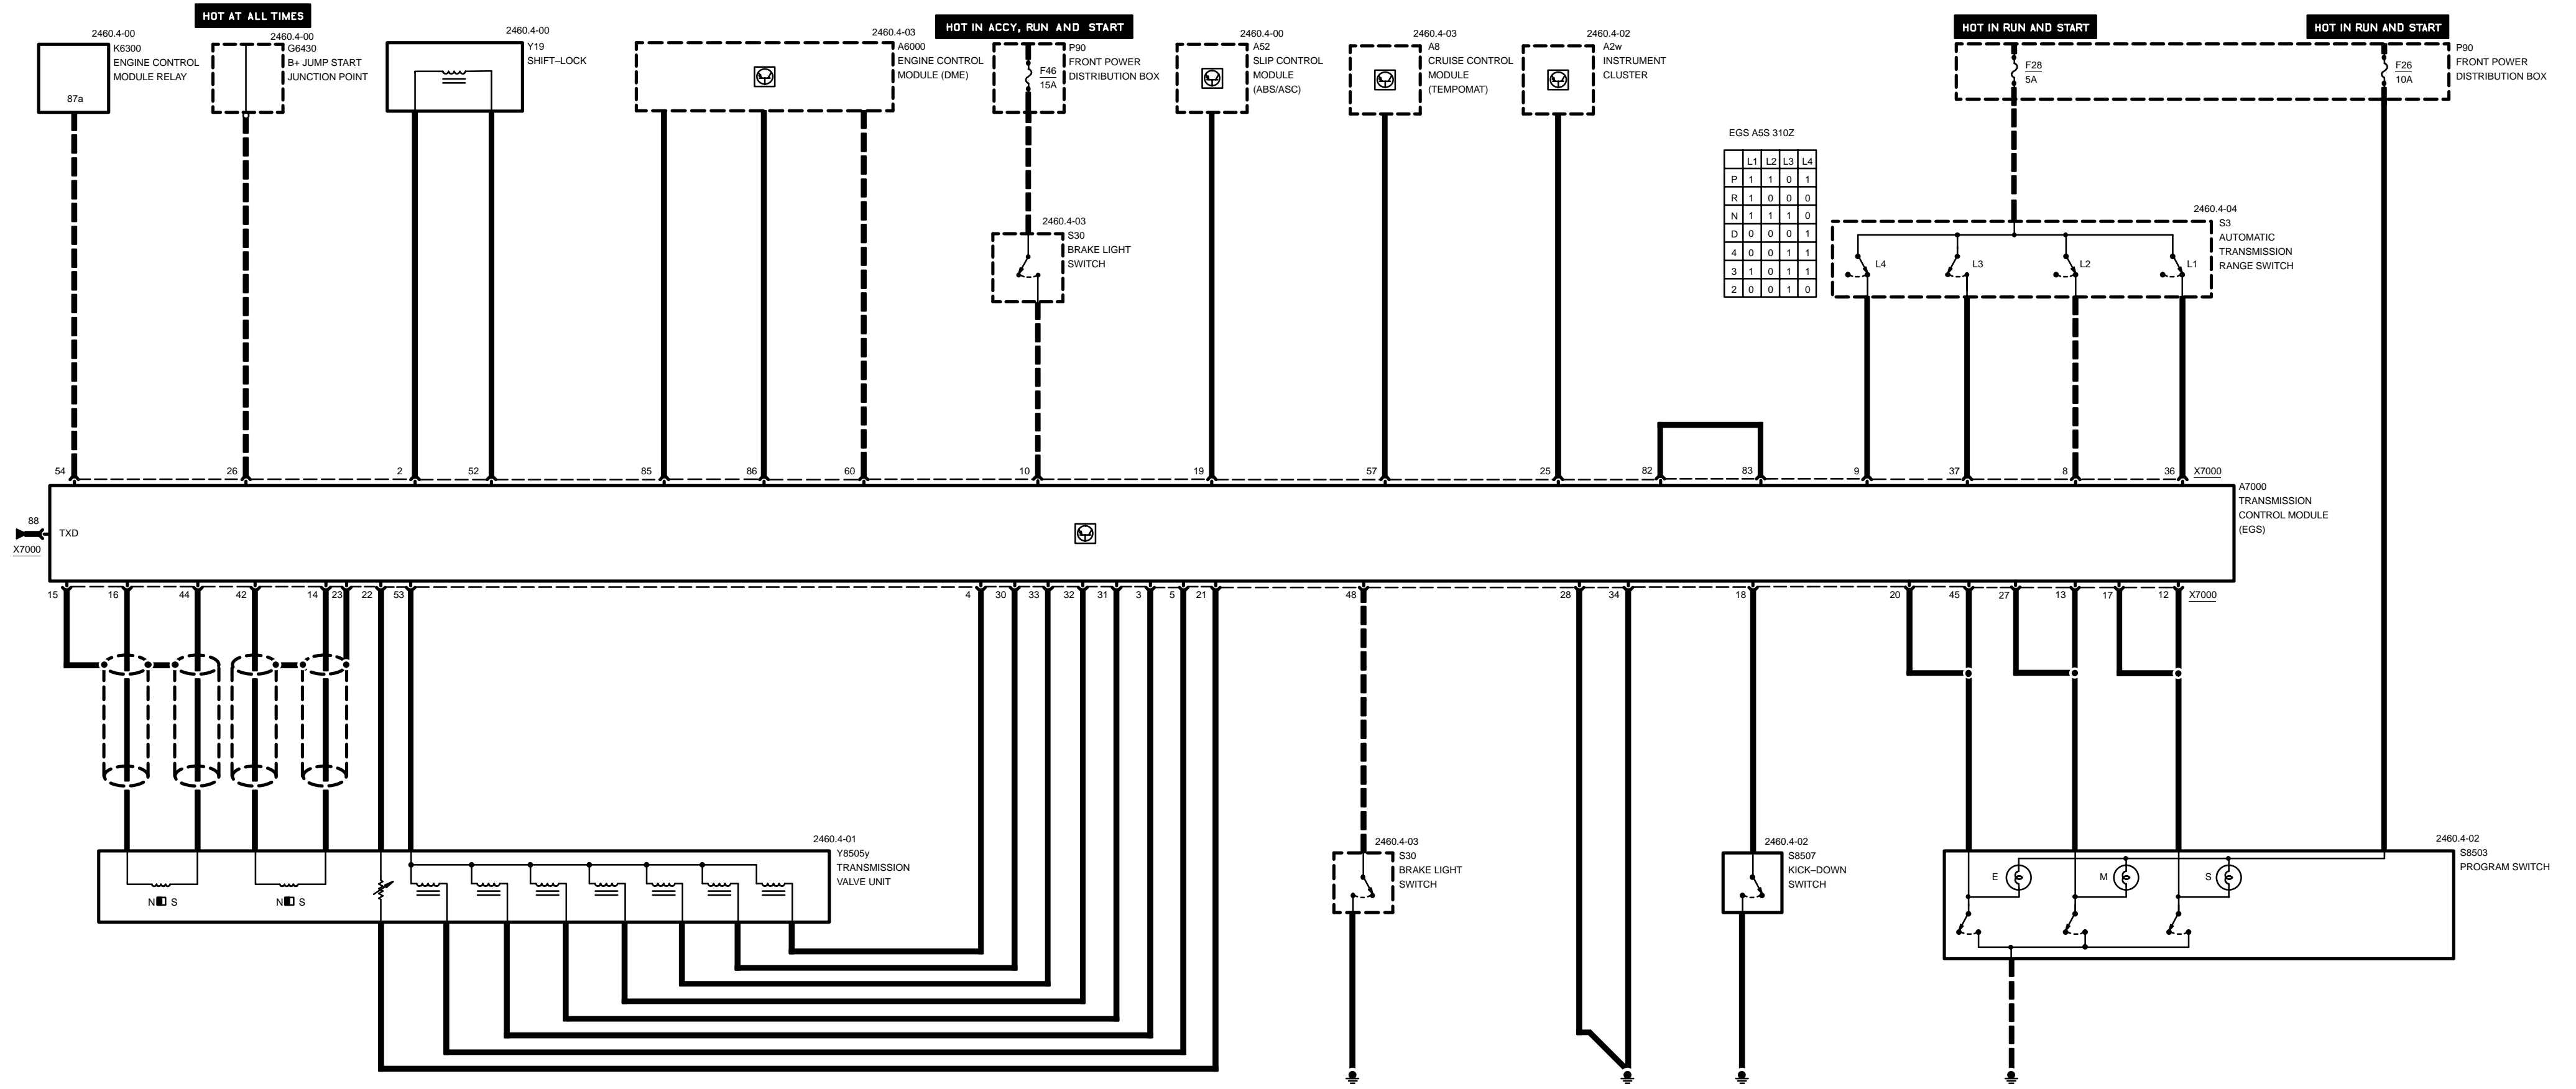 HOT AT ALL TIMES
HOT IN ACCY, RUN AND START
HOT IN RUN AND START
HOT IN RUN AND START
2460.4-00
K6300
ENGINE CONTROL
MODULE RELAY
87a
2460.4-00
G6430
B+ JUMP START
JUNCTION POINT
2460.4-00
Y19
SHIFT–LOCK
2460.4-03
A6000
ENGINE CONTROL
MODULE (DME)
P90
FRONT POWER
DISTRIBUTION BOX
F46
15A
2460.4-00
A52
SLIP CONTROL
MODULE
(ABS/ASC)
2460.4-03
A8
CRUISE CONTROL
MODULE
(TEMPOMAT)
2460.4-02
A2w
INSTRUMENT
CLUSTER
F28
5A
F26
10A
P90
FRONT POWER
DISTRIBUTION BOX
EGS A5S 310Z
L1 L2 L3 L4
P 1 1 0 1
R 1 0 0 0
N 1 1 1 0
D 0 0 0 1
4 0 0 1 1
3 1 0 1 1
2 0 0 1 0
2460.4-03
S30
BRAKE LIGHT
SWITCH
2460.4-04
S3
AUTOMATIC
TRANSMISSION
RANGE SWITCH
L4 L3 L2 L1
54 26 2 52 85 86 60 10 19 57 25 82 83 9 37 8 36 X7000
A7000
TRANSMISSION
CONTROL MODULE
(EGS)
88
TXD
X7000
15 16 44 42 14 23 22 53 4 30 33 32 31 3 5 21 48 28 34 18 20 45 27 13 17 12 X7000
2460.4-01
Y8505y
TRANSMISSION
VALVE UNIT
N S
N S
2460.4-03
S30
BRAKE LIGHT
SWITCH
2460.4-02
S8507
KICK–DOWN
SWITCH
2460.4-02
S8503
PROGRAM SWITCH
E M S